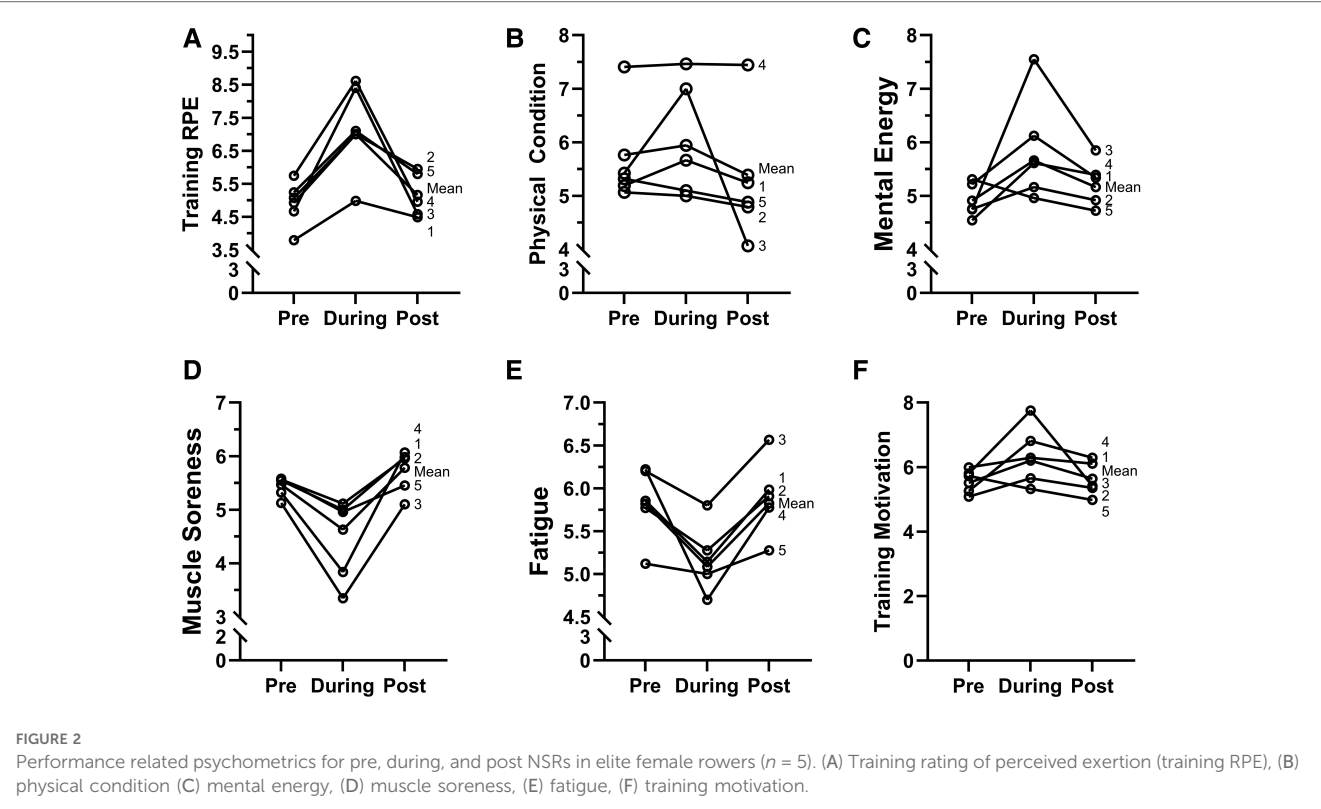 A
Training RPE
9.5
8.5
7.5
6.5
5.5
4.5
3.5
3
0
2
5
Mean
4
3
1
Pre During Post
B
Physical Condition
8
7
6
5
4
3
0
4
Mean
1
5
2
3
Pre During Post
C
Mental Energy
8
7
6
5
4
3
0
3
4
1
Mean
2
5
Pre During Post
D
Muscle Soreness
7
6
5
4
3
2
0
4
1
2
Mean
5
3
Pre During Post
E
Fatigue
7.0
6.5
6.0
5.5
5.0
4.5
3
0
3
1
2
Mean
4
5
Pre During Post
F
Training Motivation
8
6
4
2
0
4
1
Mean
3
2
5
Pre During Post
FIGURE 2
Performance related psychometrics for pre, during, and post NSRs in elite female rowers (n = 5). (A) Training rating of perceived exertion (training RPE), (B)
physical condition (C) mental energy, (D) muscle soreness, (E) fatigue, (F) training motivation.